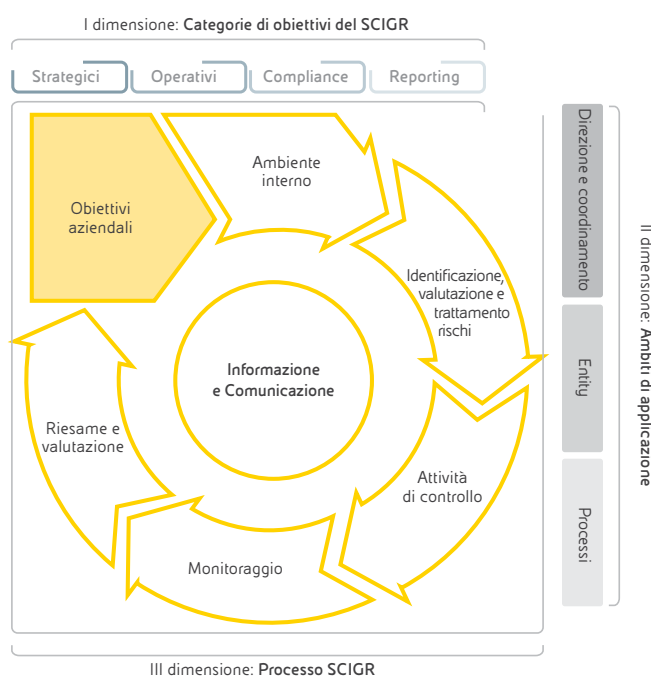 I dimensione: Categorie di obiettivi del SCIGR
Strategici
Operativi
Compliance
Reporting
Obiettivi
aziendali
Ambiente
interno
Identificazione,
valutazione e
trattamento
rischi
Informazione
e Comunicazione
Riesame e
valutazione
Attività
di controllo
Monitoraggio
Direzione e coordinamento
Entity
Processi
II dimensione: Ambiti di applicazione
III dimensione: Processo SCIGR